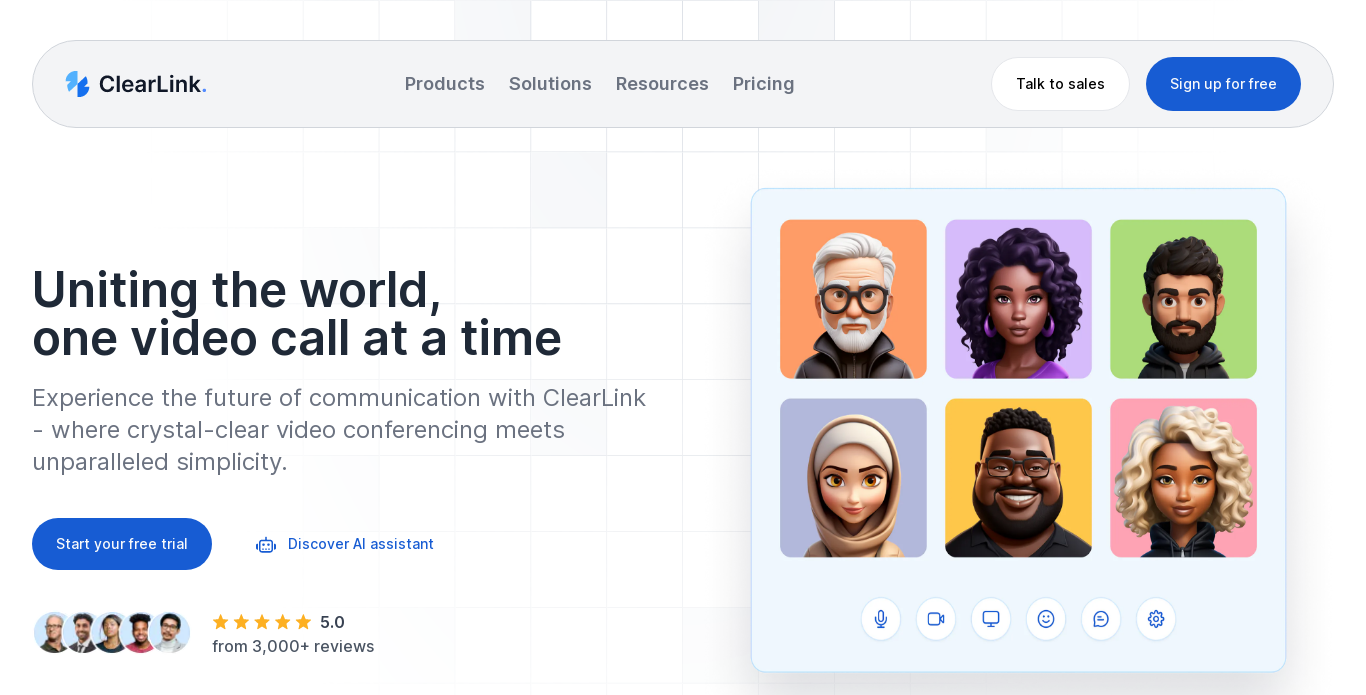 ClearLink.
Products
Solutions
Resources
Pricing
Talk to sales
Sign up for free
Uniting the world,
one video call at a time
Experience the future of communication with ClearLink
- where crystal-clear video conferencing meets
unparalleled simplicity.
Start your free trial
Discover AI assistant
5.0
from 3,000+ reviews